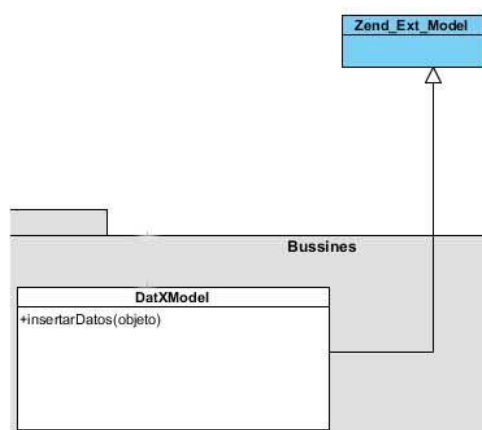 Zend_Ext_Model
Bussines
DatXModel
+insertarDatos(objeto)